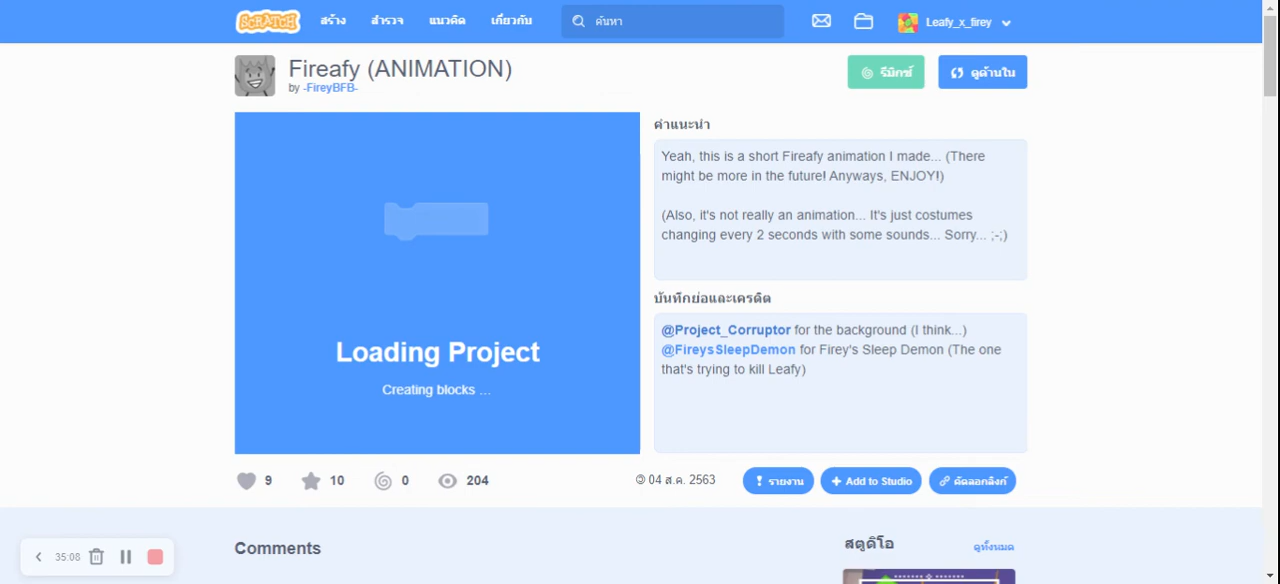 SCRATCH สร้าง สำรวจ แนวคิด เกี่ยวกับ ค้นหา Leafy_x_firey
Fireafy (ANIMATION)
by -FireyBFB-
รีมิกซ์ ดูด้านใน
คำแนะนำ
Yeah, this is a short Fireafy animation I made... (There
might be more in the future! Anyways, ENJOY!)
(Also, it's not really an animation... It's just costumes
changing every 2 seconds with some sounds... Sorry... ;-;)
Loading Project
Creating blocks ...
บันทึกย่อและเครดิต
@Project_Corruptor for the background (I think...)
@FireysSleepDemon for Firey's Sleep Demon (The one
that's trying to kill Leafy)
9 10 0 204
© 04 ส.ค. 2563 รายงาน Add to Studio คัดลอกลิงก์
Comments
สตูดิโอ ดูทั้งหมด
35:08